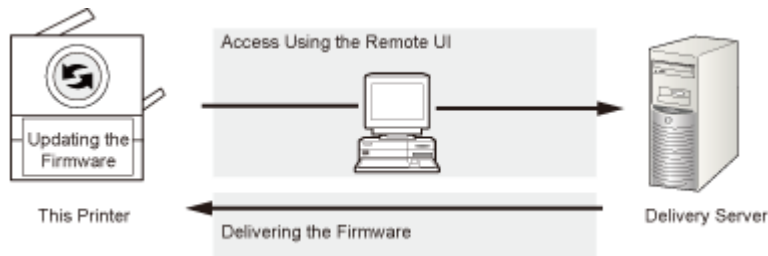 Access Using the Remote UI
Updating the
Firmware
This Printer
Delivery Server
Delivering the Firmware